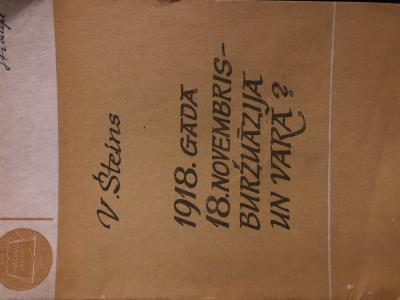 V. Šteins
1918. GADA
18. NOVEMBRIS—
BURŽUĀZIJA
UN VARA?